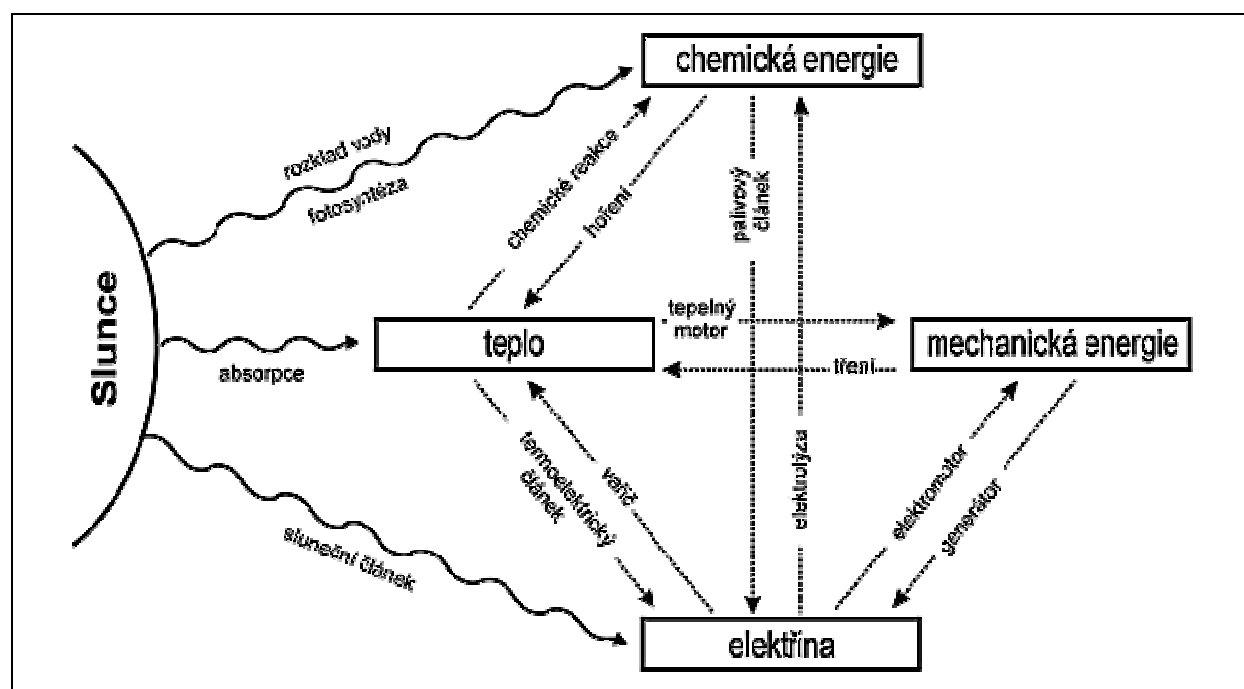 chemická energie
rozklad vody
fotosyntéza
chemické reakce
hoření
palivový
článek
Slunce
absorpce
teplo
tepelný
motor
tření
mechanická energie
termoelektrický
článek
vařič
elektrolýza
elektromotor
generátor
sluneční článek
elektřína